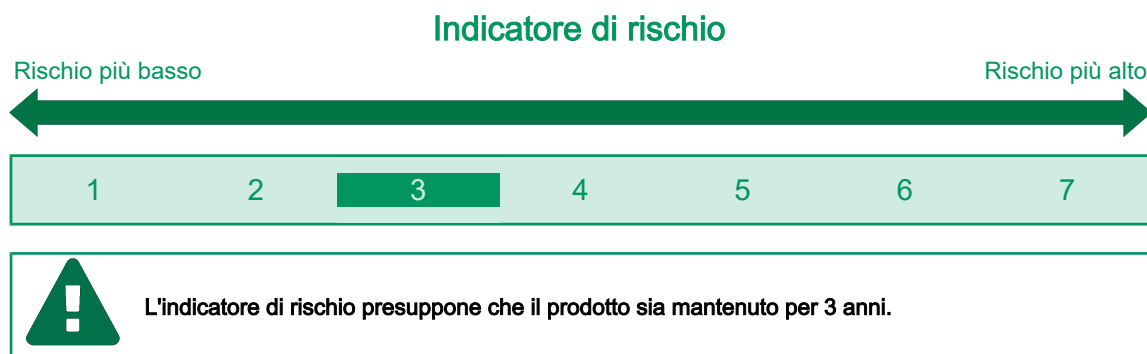 Indicatore di rischio
Rischio più basso Rischio più alto
1 2 3 4 5 6 7
L'indicatore di rischio presuppone che il prodotto sia mantenuto per 3 anni.